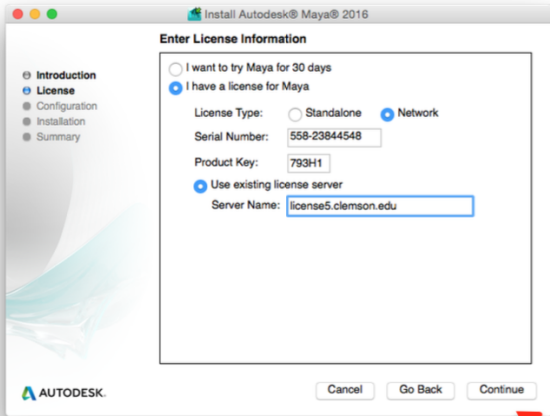 Install Autodesk® Maya® 2016
Enter License Information
Introduction
License
Configuration
Installation
Summary
I want to try Maya for 30 days
I have a license for Maya
License Type: Standalone Network
Serial Number: 558-23844548
Product Key: 793H1
Use existing license server
Server Name: license5.clemson.edu
AUTODESK.
Cancel Go Back Continue